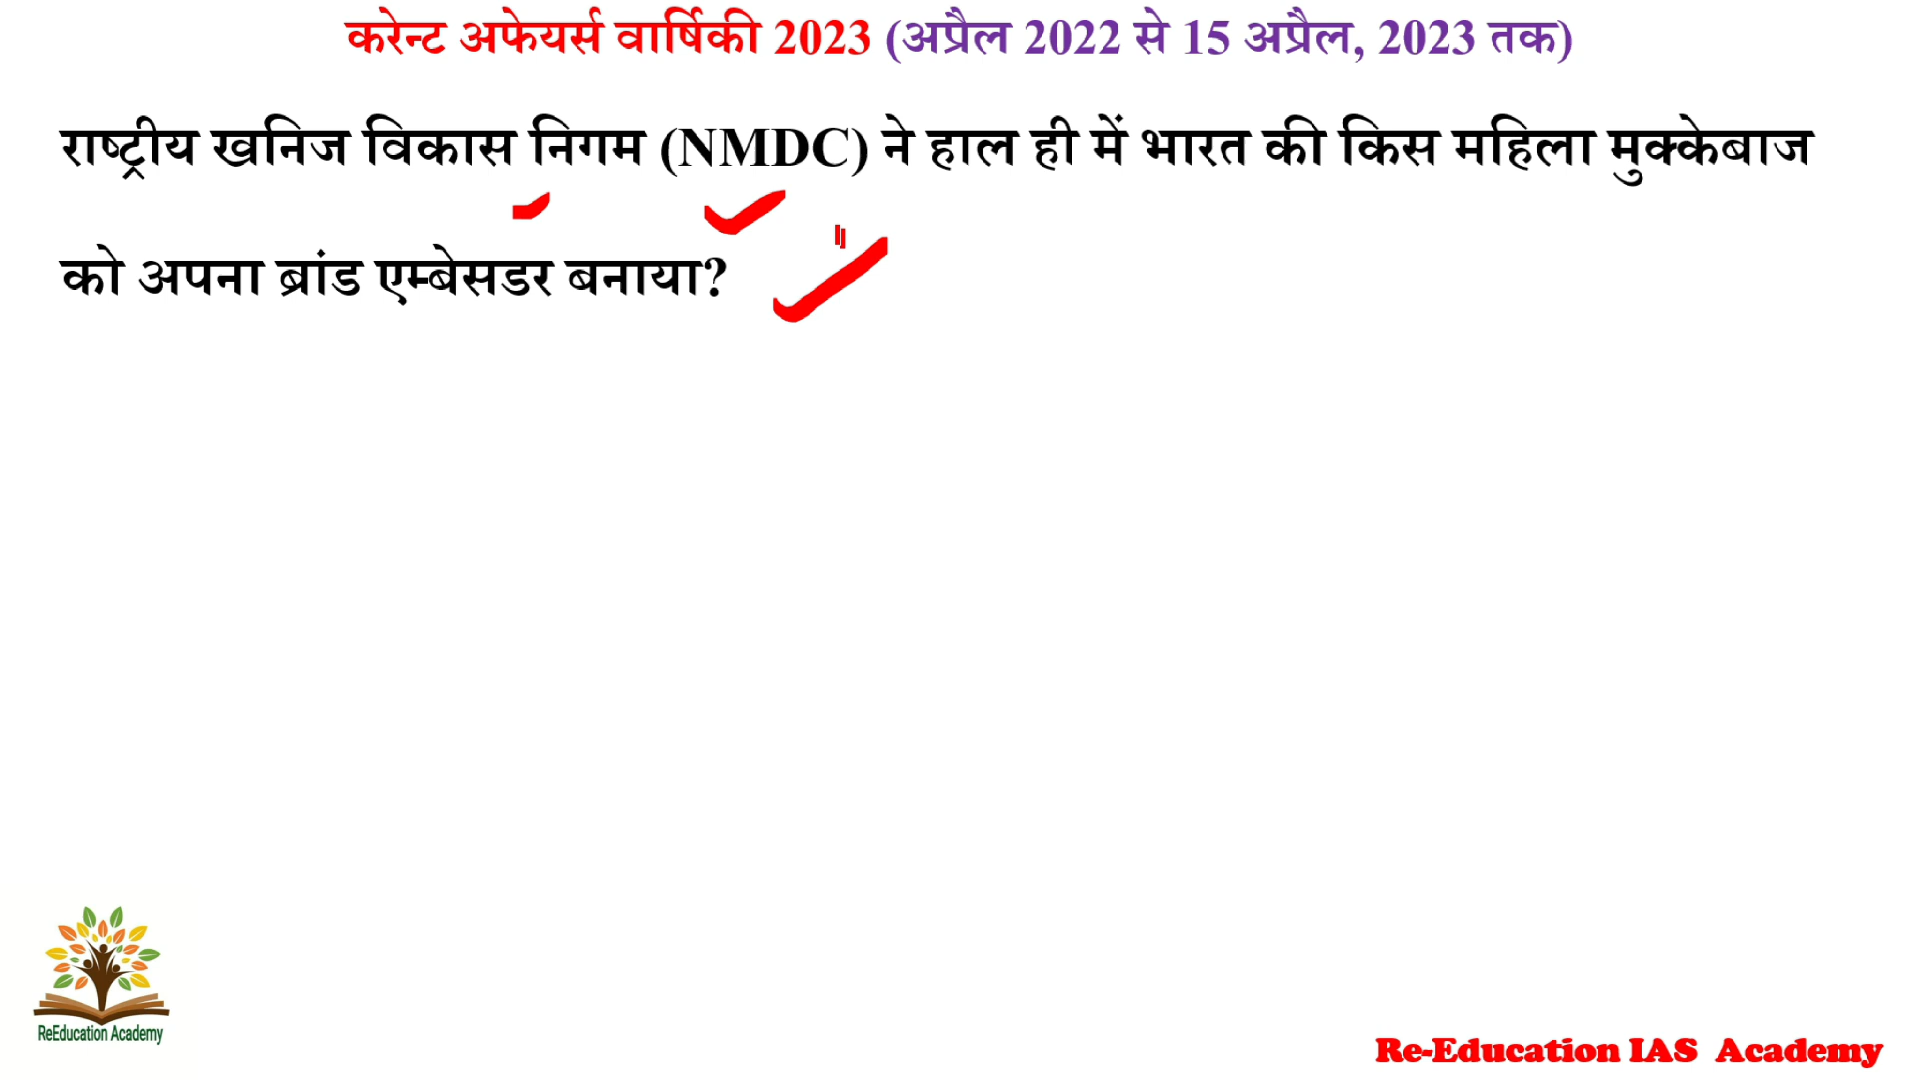 करेन्ट अफेयर्स वार्षिकी 2023 (अप्रैल 2022 से 15 अप्रैल, 2023 तक)
राष्ट्रीय खनिज विकास निगम (NMDC) ने हाल ही में भारत की किस महिला मुक्केबाज
को अपना ब्रांड एम्बेसडर बनाया?
ReEducation Academy
Re-Education IAS Academy